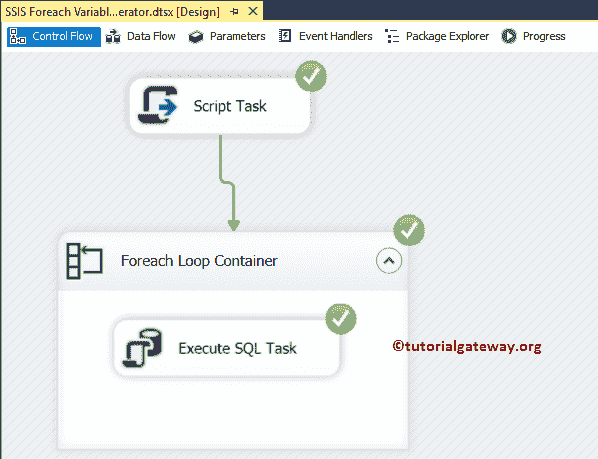 SSIS Foreach Variabl...erator.dtsx [Design]
Control Flow Data Flow Parameters Event Handlers Package Explorer Progress
Script Task
Foreach Loop Container
Execute SQL Task
©tutorialgateway.org